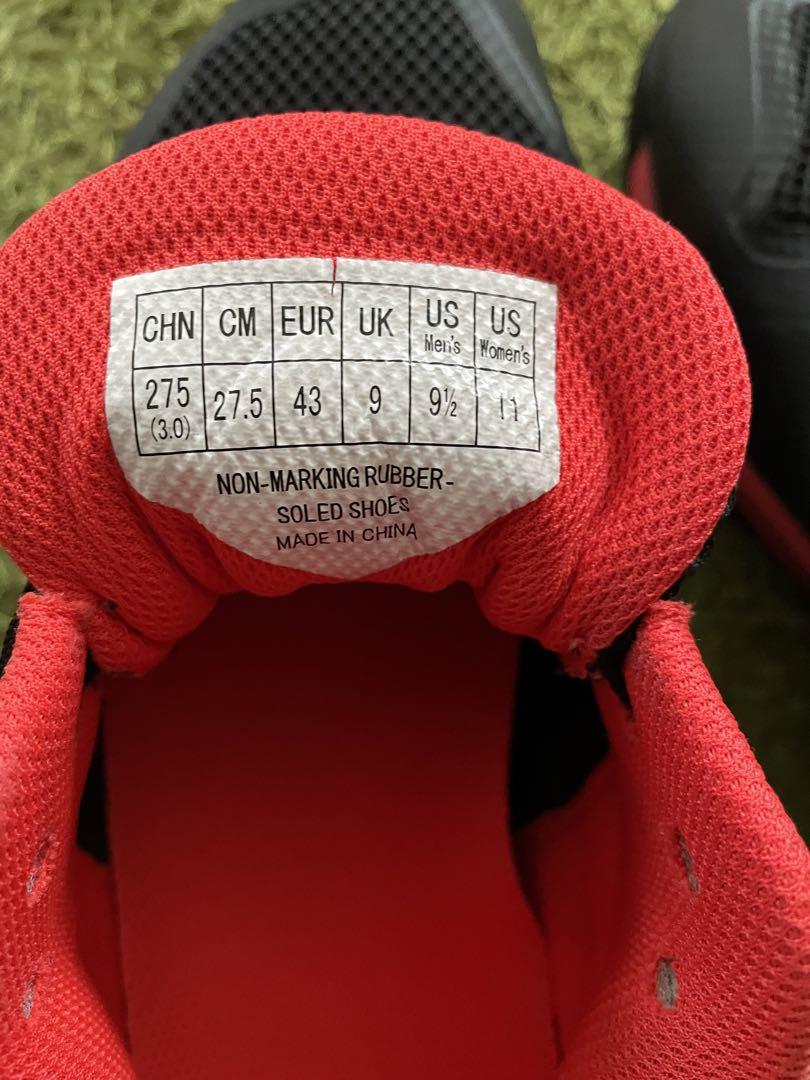 CHN CM EUR UK US Men's US Women's
275 (3.0) 27.5 43 9 9½ 11
NON-MARKING RUBBER-
SOLED SHOES
MADE IN CHINA